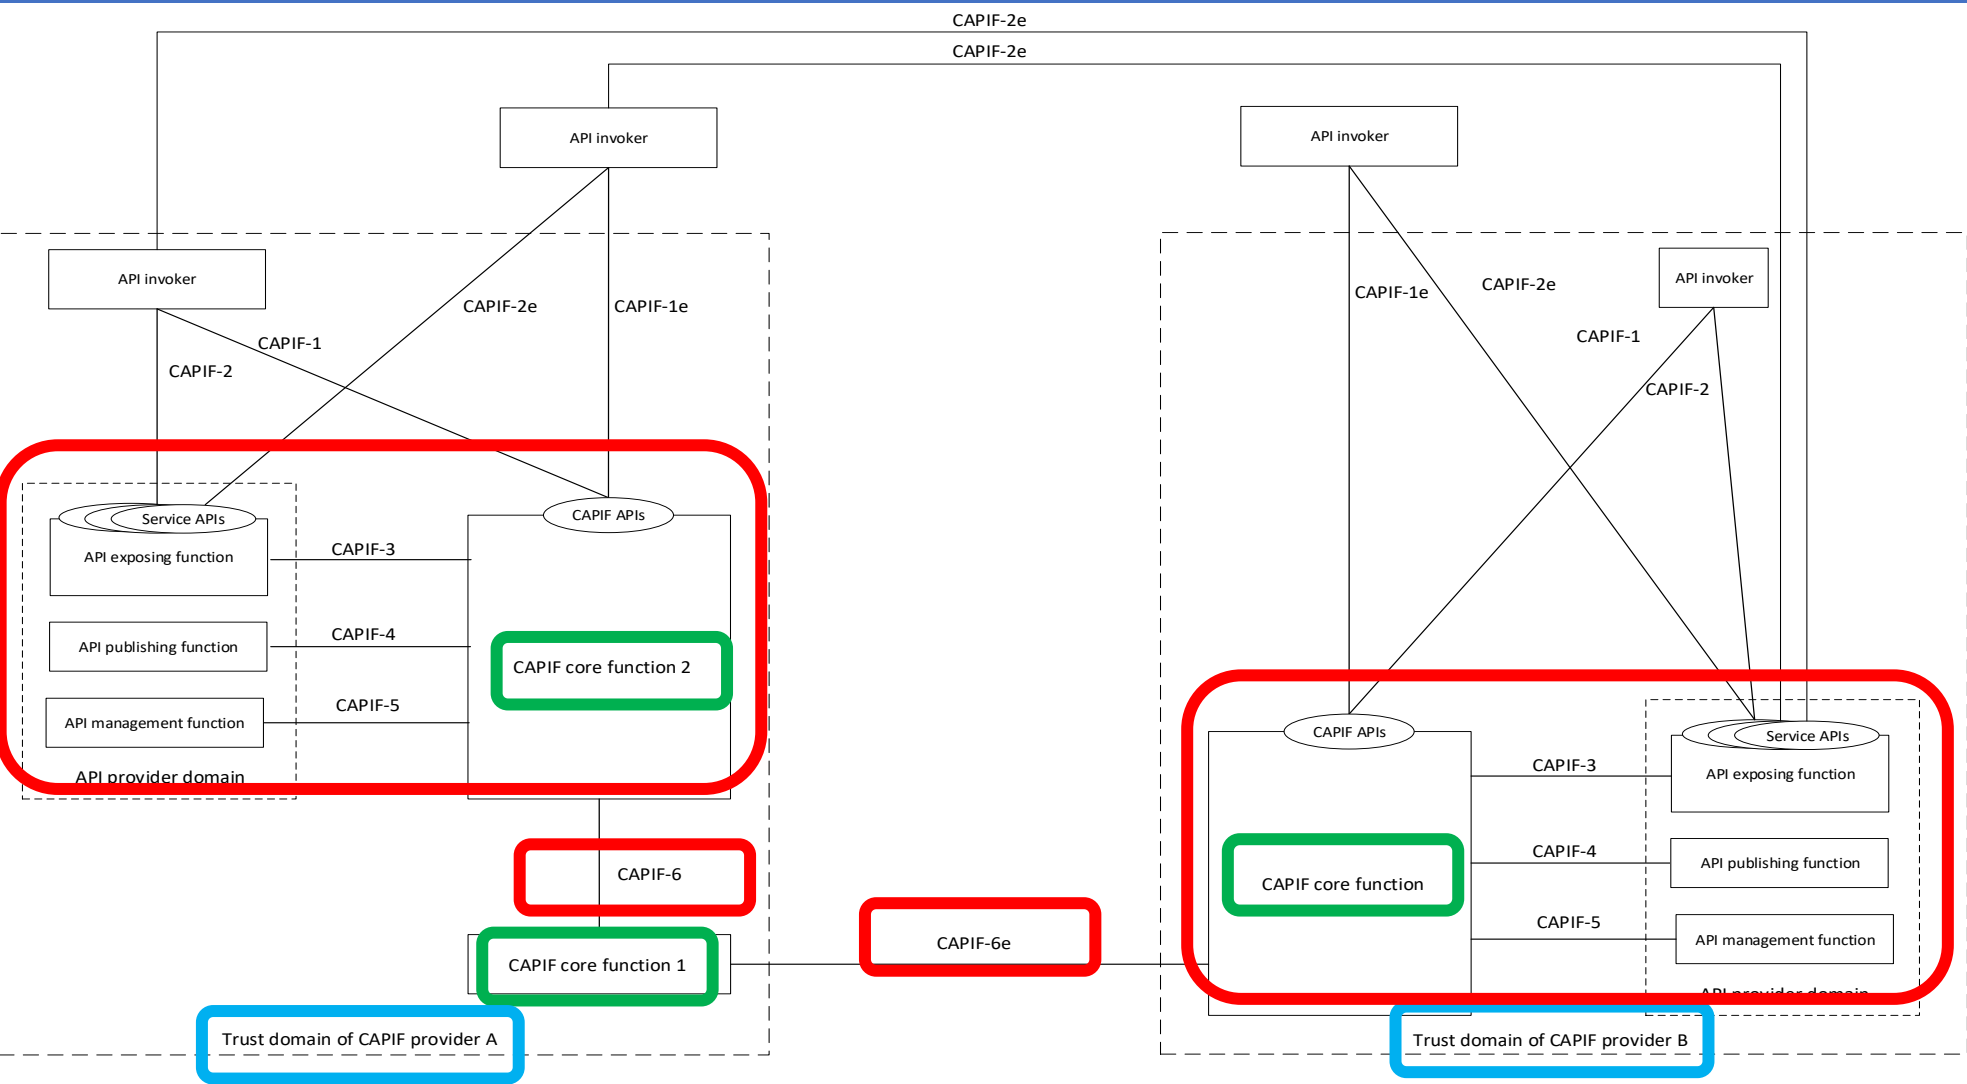 CAPIF-2e
CAPIF-2e
API invoker
API invoker
API invoker
API invoker
CAPIF-2e
CAPIF-1e
CAPIF-1e
CAPIF-2e
CAPIF-1
CAPIF-2
CAPIF-1
CAPIF-2
Service APIs
API exposing function
CAPIF-3
CAPIF APIs
API publishing function
CAPIF-4
CAPIF core function 2
API management function
CAPIF-5
API provider domain
CAPIF APIs
Service APIs
API exposing function
CAPIF-3
CAPIF-4
API publishing function
CAPIF core function
CAPIF-5
API management function
API provider domain
CAPIF-6
CAPIF-6e
CAPIF core function 1
Trust domain of CAPIF provider A
Trust domain of CAPIF provider B